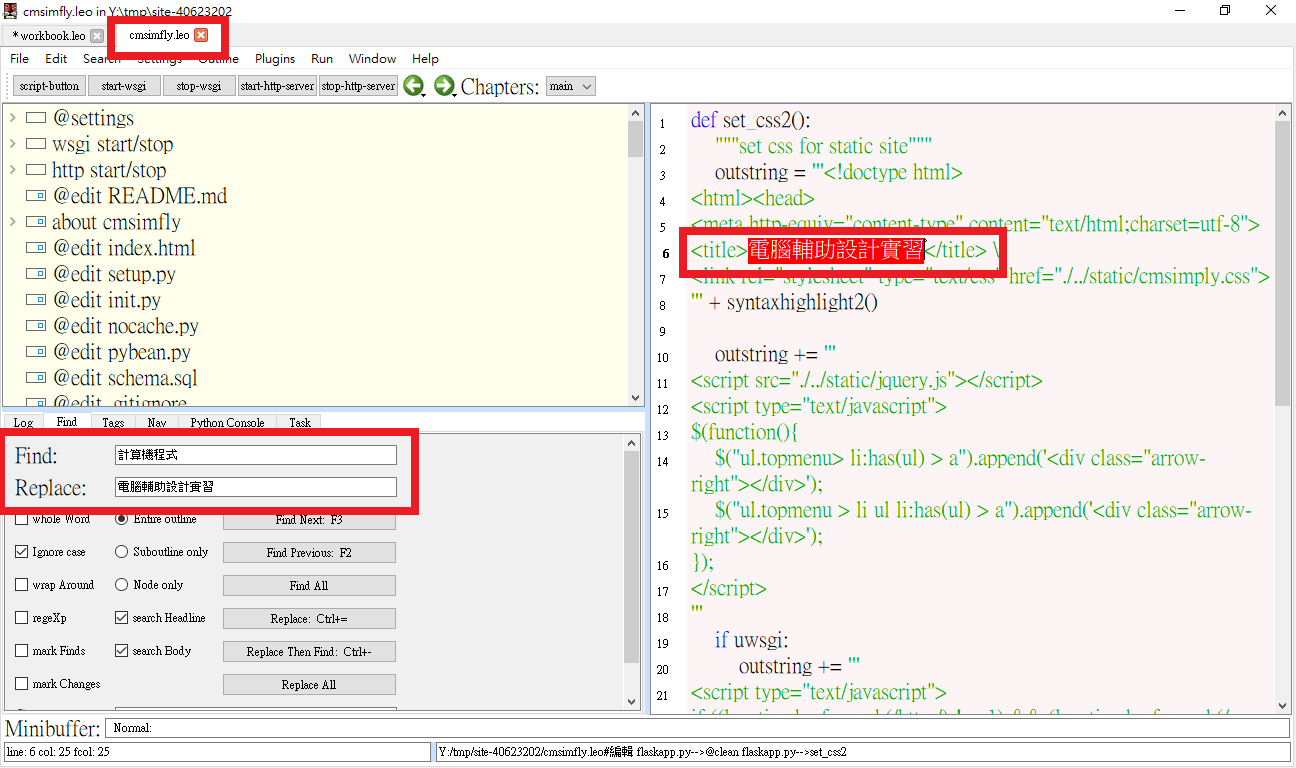 cmsimfly.leo in Y:\tmp\site-40623202
*workbook.leo cmsimfly.leo
File Edit Search Settings Outline Plugins Run Window Help
script-button start-wsgi stop-wsgi start-http-server stop-http-server Chapters: main
@settings
wsgi start/stop
http start/stop
@edit README.md
about cmsimfly
@edit index.html
@edit setup.py
@edit init.py
@edit nocache.py
@edit pybean.py
@edit schema.sql
@edit .gitignore
1 def set_css2():
2 """set css for static site"""
3 outstring = '''<!doctype html>
4 <html><head>
5 <meta http-equiv="content-type" content="text/html;charset=utf-8">
6 <title>電腦輔助設計實習</title> \
7 <link rel="stylesheet" type="text/css" href="./../static/cmsimply.css">
8 ''' + syntaxhighlight2()
9
10 outstring += '''
11 <script src="./../static/jquery.js"></script>
12 <script type="text/javascript">
13 $(function(){
14 $("ul.topmenu> li:has(ul) > a").append('<div class="arrow-
right"></div>');
15 $("ul.topmenu > li ul li:has(ul) > a").append('<div class="arrow-
right"></div>');
16 });
17 </script>
18 '''
19 if uwsgi:
20 outstring += '''
21 <script type="text/javascript">
Log Find Tags Nav Python Console Task
Find: 計算機程式
Replace: 電腦輔助設計實習
whole Word Entire outline Find Next: F3
Ignore case Suboutline only Find Previous: F2
wrap Around Node only Find All
regeXp search Headline Replace: Ctrl+=
mark Finds search Body Replace Then Find: Ctrl+-
mark Changes Replace All
Minibuffer: Normal:
line: 6 col: 25 fcol: 25 Y:/tmp/site-40623202/cmsimfly.leo#編輯 flaskapp.py-->@clean flaskapp.py-->set_css2